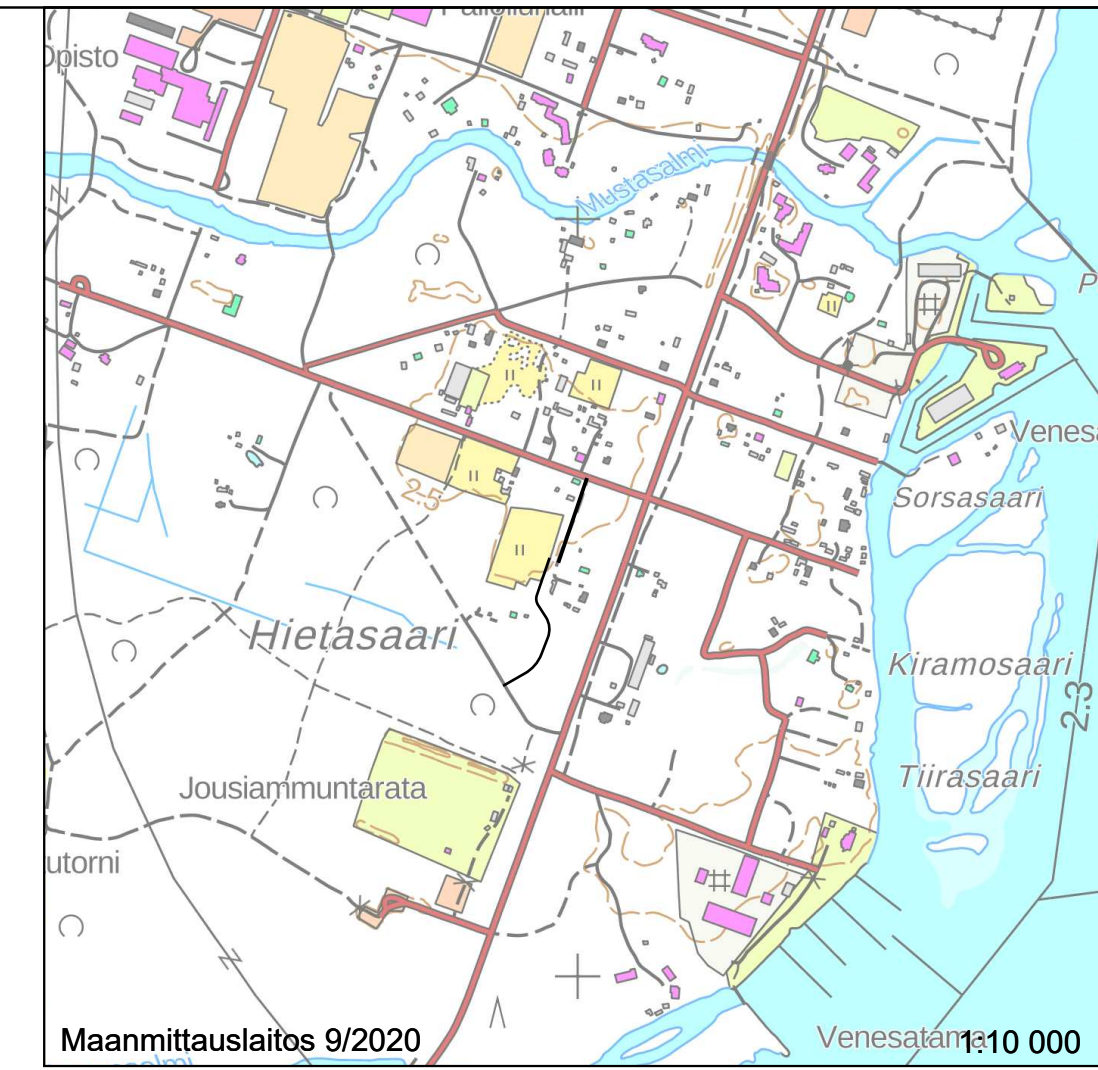 Opisto
Mustasalmi
Venes
Sorsasaari
2.5
Hietasaari
Kiramosaari
2.3
Tiirasaari
Jousiammuntarata
utorni
Maanmittauslaitos 9/2020
Venesatama
1:10 000